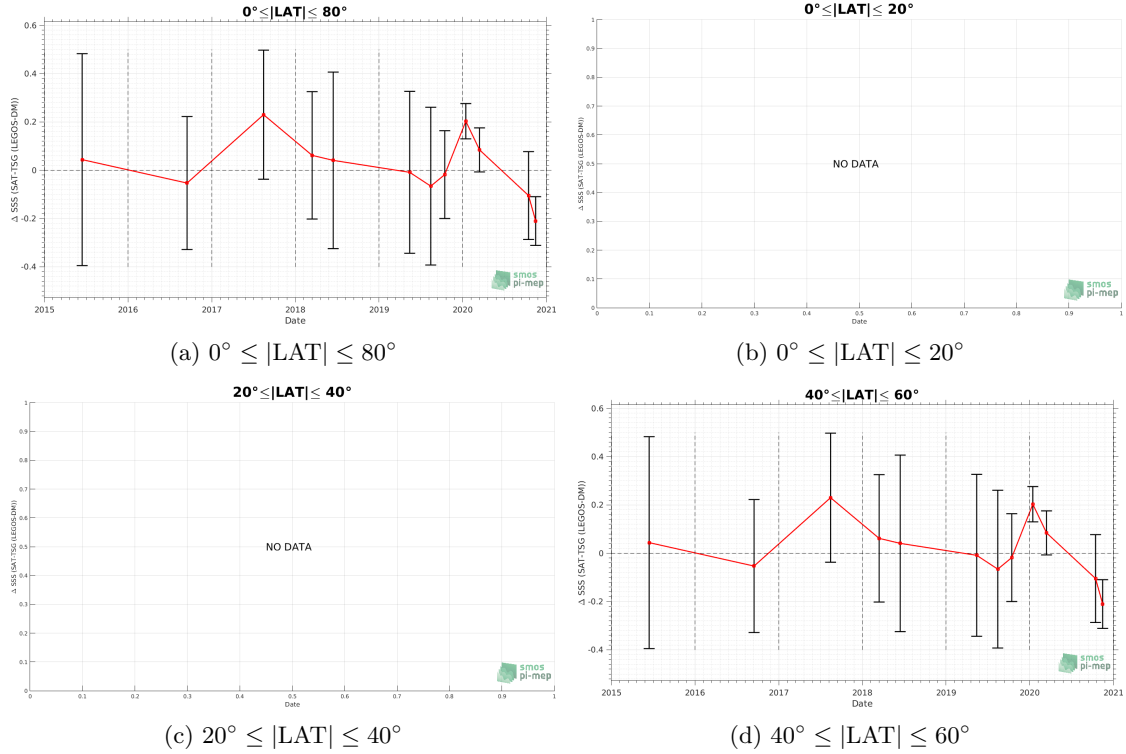 0°≤|LAT|≤ 80°
Δ SSS (SAT-TSG (LEGOS-DM))
0.6
0.4
0.2
0
-0.2
-0.4
2015 2016 2017 2018 2019 2020 2021
Date
smos
pi-mep
(a) 0° ≤ |LAT| ≤ 80°
0°≤|LAT|≤ 20°
Δ SSS (SAT-TSG (LEGOS-DM))
1
0.9
0.8
0.7
0.6
0.5
0.4
0.3
0.2
0.1
0
NO DATA
0 0.1 0.2 0.3 0.4 0.5 0.6 0.7 0.8 0.9 1
Date
smos
pi-mep
(b) 0° ≤ |LAT| ≤ 20°
20°≤|LAT|≤ 40°
Δ SSS (SAT-TSG (LEGOS-DM))
1
0.9
0.8
0.7
0.6
0.5
0.4
0.3
0.2
0.1
0
NO DATA
0 0.1 0.2 0.3 0.4 0.5 0.6 0.7 0.8 0.9 1
Date
smos
pi-mep
(c) 20° ≤ |LAT| ≤ 40°
40°≤|LAT|≤ 60°
Δ SSS (SAT-TSG (LEGOS-DM))
0.6
0.4
0.2
0
-0.2
-0.4
2015 2016 2017 2018 2019 2020 2021
Date
smos
pi-mep
(d) 40° ≤ |LAT| ≤ 60°